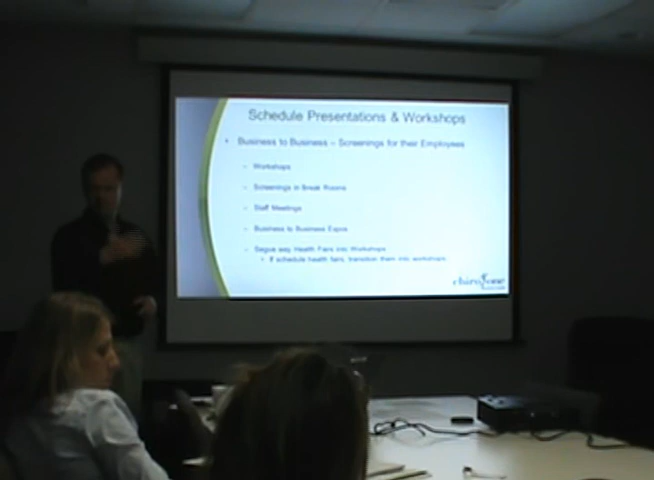 Schedule Presentations & Workshops
• Business to Business – Screenings for their Employees
– Workshops
– Screenings in Break Rooms
– Staff Meetings
– Business to Business Expos
– Segue way Health Fairs into Workshops
• If schedule health fairs, transition them into workshops
chiroone